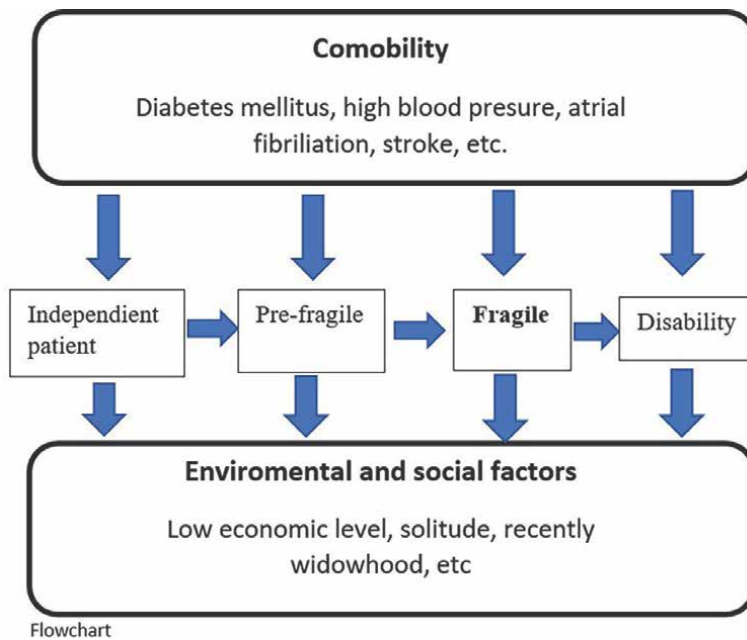 Comobility
Diabetes mellitus, high blood presure, atrial
fibriliation, stroke, etc.
Independient
patient
Pre-fragile
Fragile
Disability
Enviromental and social factors
Low economic level, solitude, recently
widowhood, etc
Flowchart